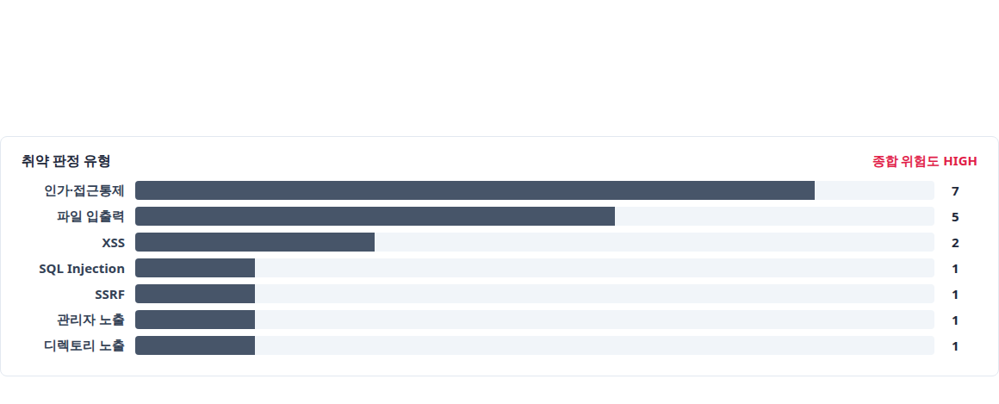 취약 판정 유형 종합 위험도 HIGH
인가·접근통제 7
파일 입출력 5
XSS 2
SQL Injection 1
SSRF 1
관리자 노출 1
디렉토리 노출 1